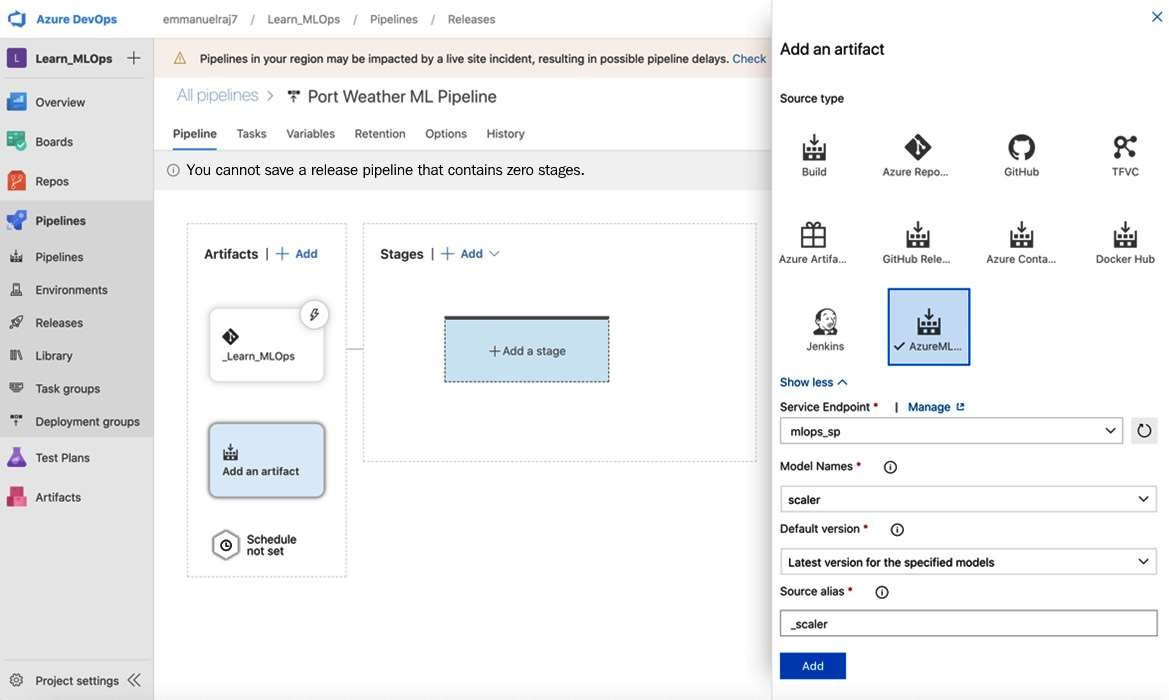 Azure DevOps
emmanuelraj7 / Learn_MLOps / Pipelines / Releases
L Learn_MLOps
Overview
Boards
Repos
Pipelines
Pipelines
Environments
Releases
Library
Task groups
Deployment groups
Test Plans
Artifacts
Project settings
Pipelines in your region may be impacted by a live site incident, resulting in possible pipeline delays. Check
All pipelines > Port Weather ML Pipeline
Pipeline Tasks Variables Retention Options History
You cannot save a release pipeline that contains zero stages.
Artifacts | + Add
_Learn_MLOps
Add an artifact
Schedule
not set
Stages | + Add
+ Add a stage
Add an artifact
Source type
Build Azure Repo... GitHub TFVC
Azure Artifa... GitHub Rele... Azure Conta... Docker Hub
Jenkins AzureML...
Show less
Service Endpoint * | Manage
mlops_sp
Model Names *
scaler
Default version *
Latest version for the specified models
Source alias *
_scaler
Add